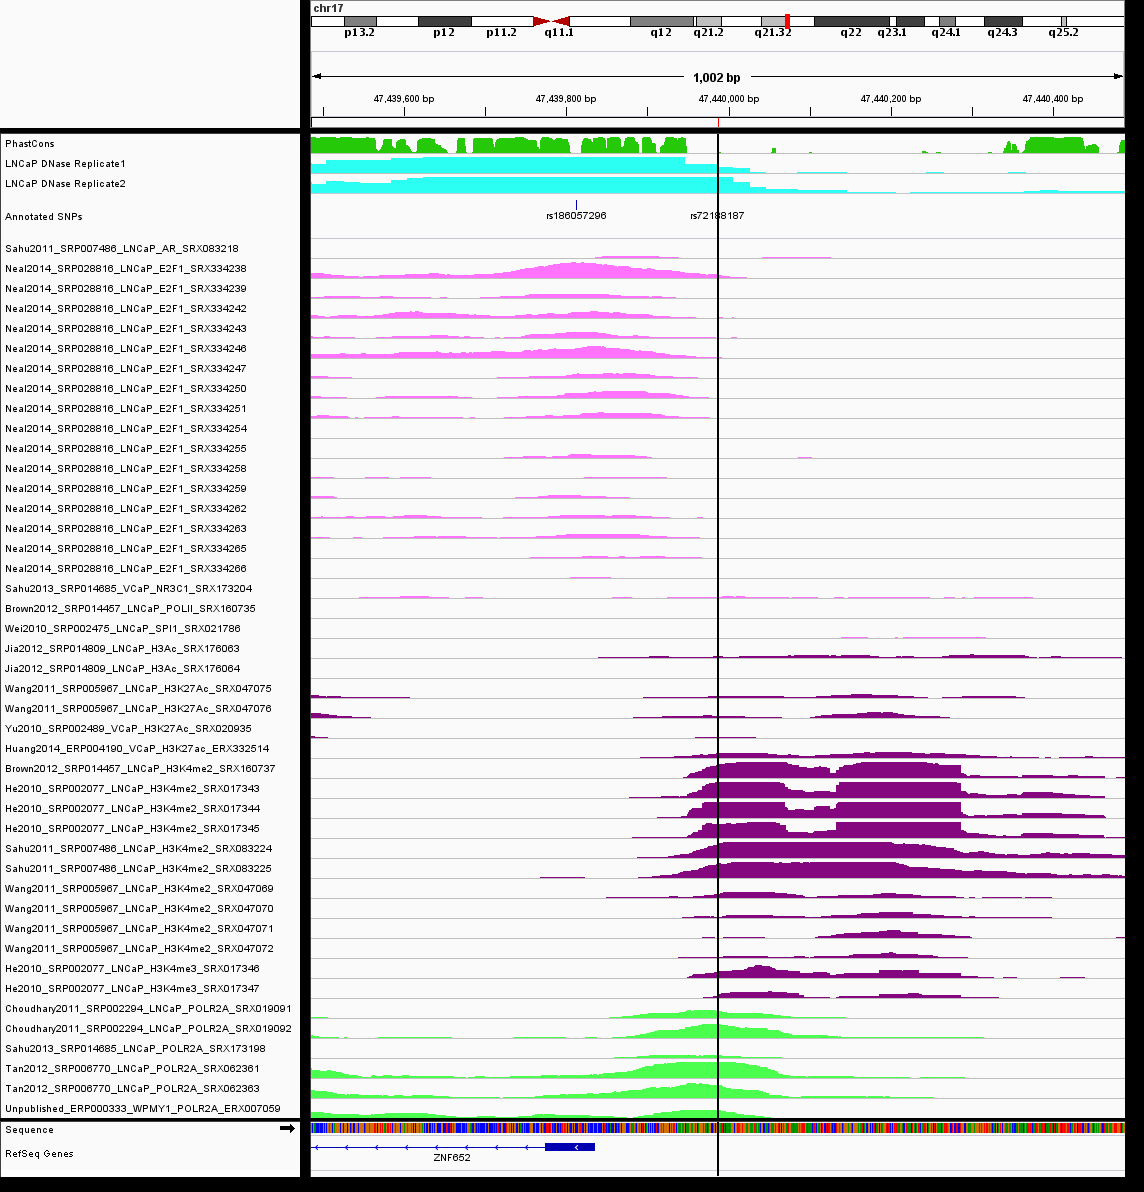 chr17
p13.2 p12 p11.2 q11.1 q12 q21.2 q21.32 q22 q23.1 q24.1 q24.3 q25.2
1,002 bp
47,439,600 bp 47,439,800 bp 47,440,000 bp 47,440,200 bp 47,440,400 bp
PhastCons
LNCaP DNase Replicate1
LNCaP DNase Replicate2
Annotated SNPs rs186057296 rs72188187
Sahu2011_SRP007486_LNCaP_AR_SRX083218
Neal2014_SRP028816_LNCaP_E2F1_SRX334238
Neal2014_SRP028816_LNCaP_E2F1_SRX334239
Neal2014_SRP028816_LNCaP_E2F1_SRX334242
Neal2014_SRP028816_LNCaP_E2F1_SRX334243
Neal2014_SRP028816_LNCaP_E2F1_SRX334246
Neal2014_SRP028816_LNCaP_E2F1_SRX334247
Neal2014_SRP028816_LNCaP_E2F1_SRX334250
Neal2014_SRP028816_LNCaP_E2F1_SRX334251
Neal2014_SRP028816_LNCaP_E2F1_SRX334254
Neal2014_SRP028816_LNCaP_E2F1_SRX334255
Neal2014_SRP028816_LNCaP_E2F1_SRX334258
Neal2014_SRP028816_LNCaP_E2F1_SRX334259
Neal2014_SRP028816_LNCaP_E2F1_SRX334262
Neal2014_SRP028816_LNCaP_E2F1_SRX334263
Neal2014_SRP028816_LNCaP_E2F1_SRX334265
Neal2014_SRP028816_LNCaP_E2F1_SRX334266
Sahu2013_SRP014685_VCaP_NR3C1_SRX173204
Brown2012_SRP014457_LNCaP_POLII_SRX160735
Wei2010_SRP002475_LNCaP_SPI1_SRX021786
Jia2012_SRP014809_LNCaP_H3Ac_SRX176063
Jia2012_SRP014809_LNCaP_H3Ac_SRX176064
Wang2011_SRP005967_LNCaP_H3K27Ac_SRX047075
Wang2011_SRP005967_LNCaP_H3K27Ac_SRX047076
Yu2010_SRP002489_VCaP_H3K27Ac_SRX020935
Huang2014_ERP004190_VCaP_H3K27ac_ERX332514
Brown2012_SRP014457_LNCaP_H3K4me2_SRX160737
He2010_SRP002077_LNCaP_H3K4me2_SRX017343
He2010_SRP002077_LNCaP_H3K4me2_SRX017344
He2010_SRP002077_LNCaP_H3K4me2_SRX017345
Sahu2011_SRP007486_LNCaP_H3K4me2_SRX083224
Sahu2011_SRP007486_LNCaP_H3K4me2_SRX083225
Wang2011_SRP005967_LNCaP_H3K4me2_SRX047069
Wang2011_SRP005967_LNCaP_H3K4me2_SRX047070
Wang2011_SRP005967_LNCaP_H3K4me2_SRX047071
Wang2011_SRP005967_LNCaP_H3K4me2_SRX047072
He2010_SRP002077_LNCaP_H3K4me3_SRX017346
He2010_SRP002077_LNCaP_H3K4me3_SRX017347
Choudhary2011_SRP002294_LNCaP_POLR2A_SRX019091
Choudhary2011_SRP002294_LNCaP_POLR2A_SRX019092
Sahu2013_SRP014685_LNCaP_POLR2A_SRX173198
Tan2012_SRP006770_LNCaP_POLR2A_SRX062361
Tan2012_SRP006770_LNCaP_POLR2A_SRX062363
Unpublished_ERP000333_WPMY1_POLR2A_ERX007059
Sequence
RefSeq Genes
ZNF652